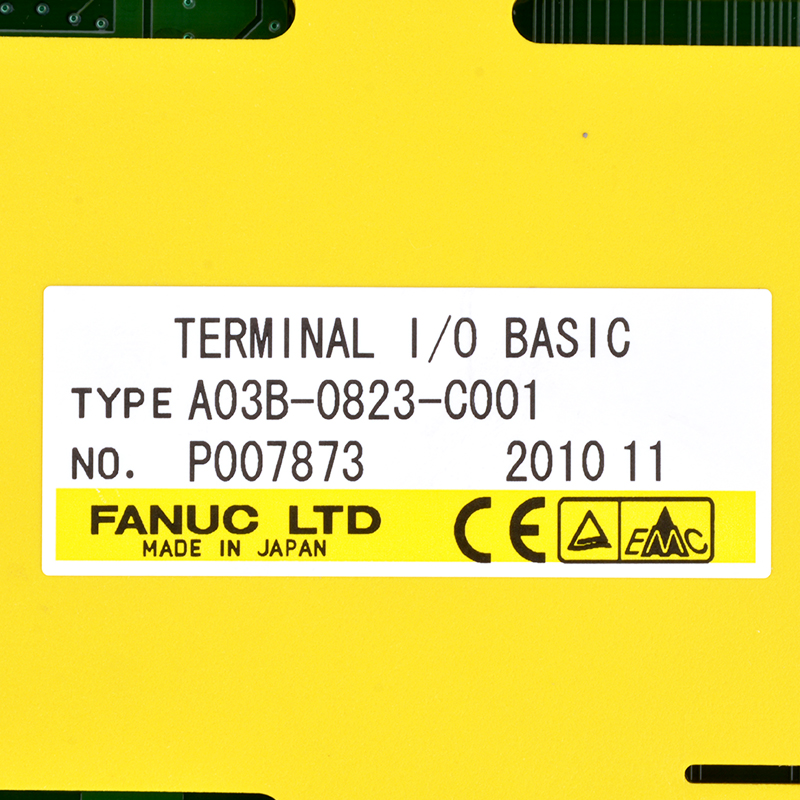 TERMINAL I/O BASIC
TYPE A03B-0823-C001
NO. P007873 2010 11
FANUC LTD
MADE IN JAPAN
CE EMC